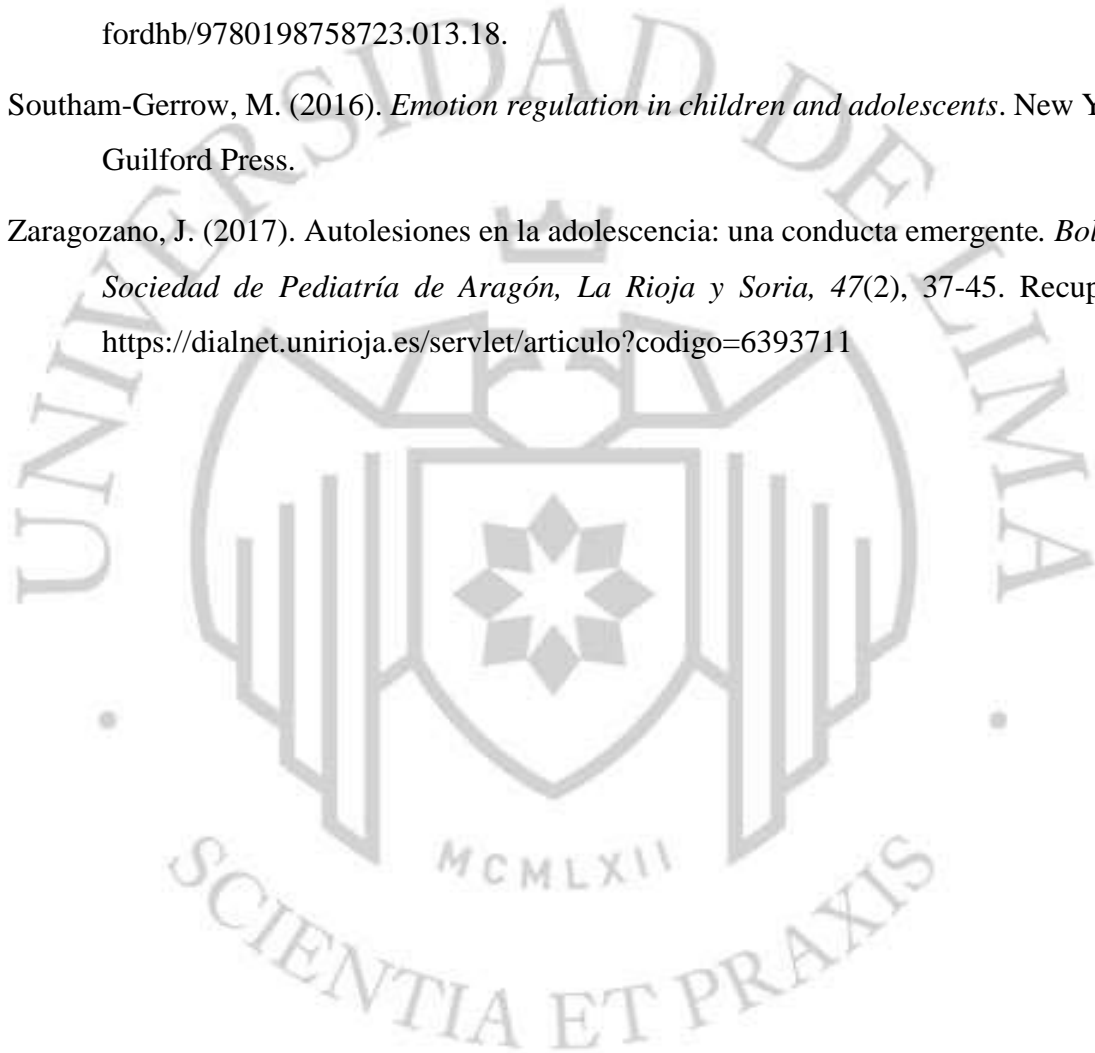 fordhb/9780198758723.013.18.
Southam-Gerrow, M. (2016). Emotion regulation in children and adolescents. New Y
Guilford Press.
Zaragozano, J. (2017). Autolesiones en la adolescencia: una conducta emergente. Bol
Sociedad de Pediatría de Aragón, La Rioja y Soria, 47(2), 37-45. Recup
https://dialnet.unirioja.es/servlet/articulo?codigo=6393711
UNIVERSIDAD DE LIMA
MCMLXII
SCIENTIA ET PRAXIS